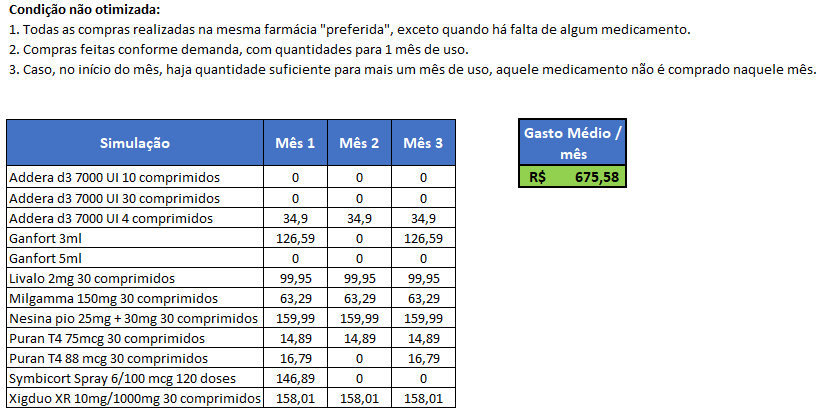 Condição não otimizada:
1. Todas as compras realizadas na mesma farmácia "preferida", exceto quando há falta de algum medicamento.
2. Compras feitas conforme demanda, com quantidades para 1 mês de uso.
3. Caso, no início do mês, haja quantidade suficiente para mais um mês de uso, aquele medicamento não é comprado naquele mês.
Simulação Mês 1 Mês 2 Mês 3
Addera d3 7000 UI 10 comprimidos 0 0 0
Addera d3 7000 UI 30 comprimidos 0 0 0
Addera d3 7000 UI 4 comprimidos 34,9 34,9 34,9
Ganfort 3ml 126,59 0 126,59
Ganfort 5ml 0 0 0
Livalo 2mg 30 comprimidos 99,95 99,95 99,95
Milgamma 150mg 30 comprimidos 63,29 63,29 63,29
Nesina pio 25mg + 30mg 30 comprimidos 159,99 159,99 159,99
Puran T4 75mcg 30 comprimidos 14,89 14,89 14,89
Puran T4 88 mcg 30 comprimidos 16,79 0 16,79
Symbicort Spray 6/100 mcg 120 doses 146,89 0 0
Xigduo XR 10mg/1000mg 30 comprimidos 158,01 158,01 158,01
Gasto Médio /
mês
R$ 675,58